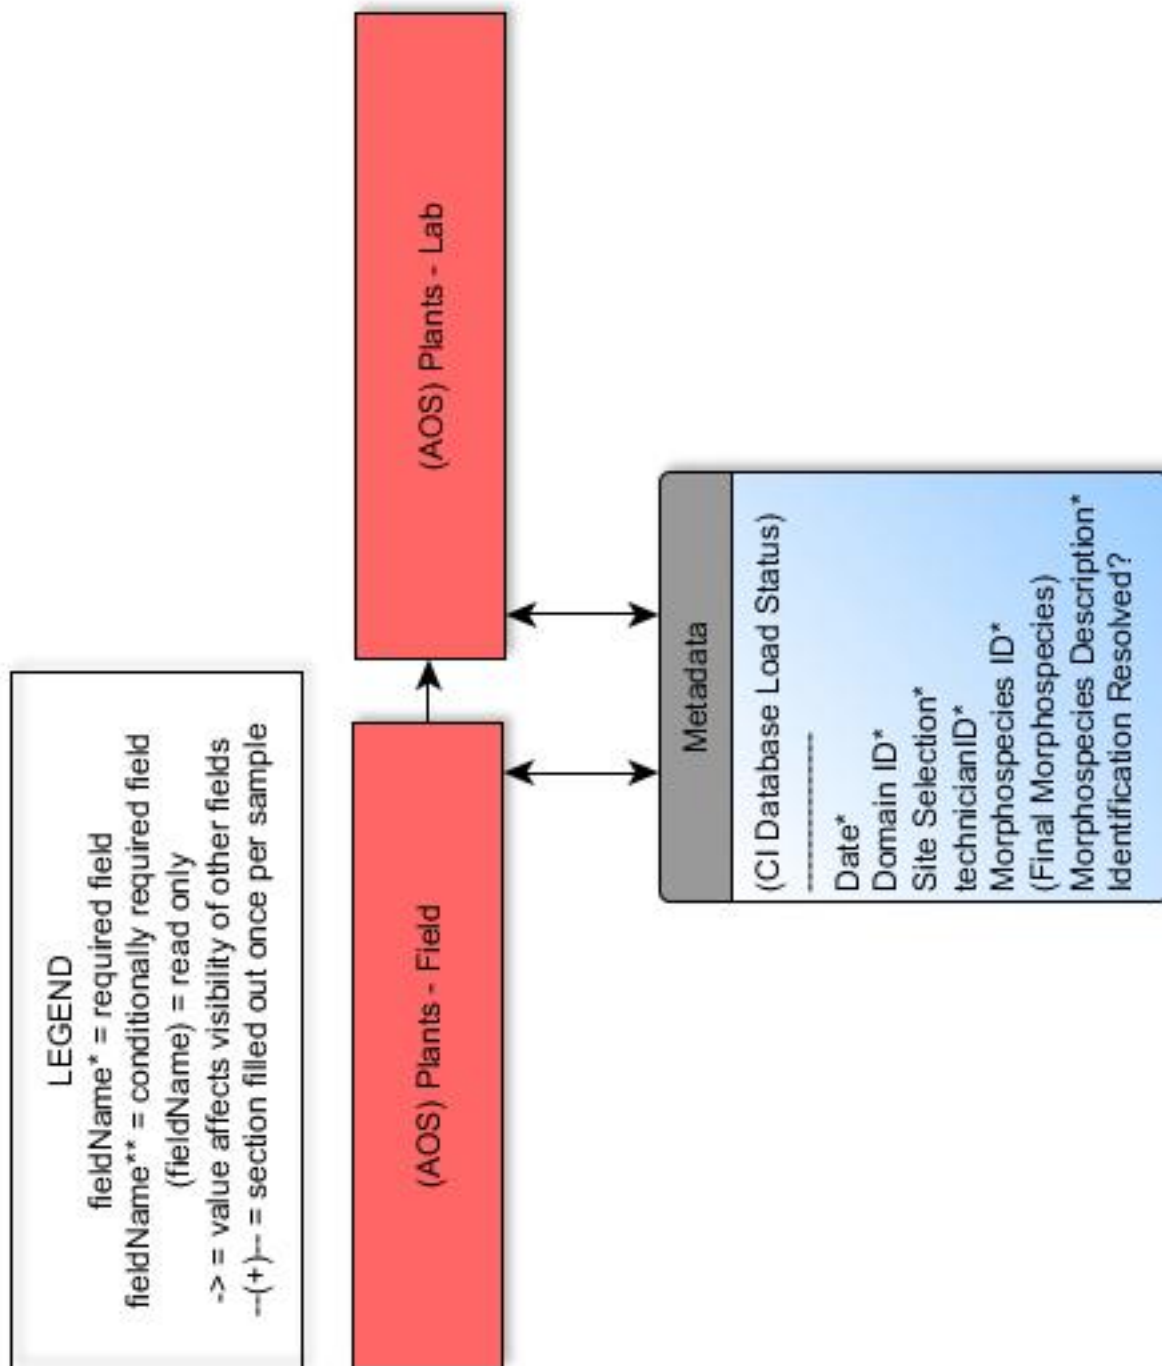 LEGEND
fieldName* = required field
fieldName** = conditionally required field
(fieldName) = read only
-> = value affects visibility of other fields
--(+)-- = section filled out once per sample
(AOS) Plants - Field
(AOS) Plants - Lab
Metadata
(CI Database Load Status)
--------------------
Date*
Domain ID*
Site Selection*
technicianID*
Morphospecies ID*
(Final Morphospecies)
Morphospecies Description*
Identification Resolved?